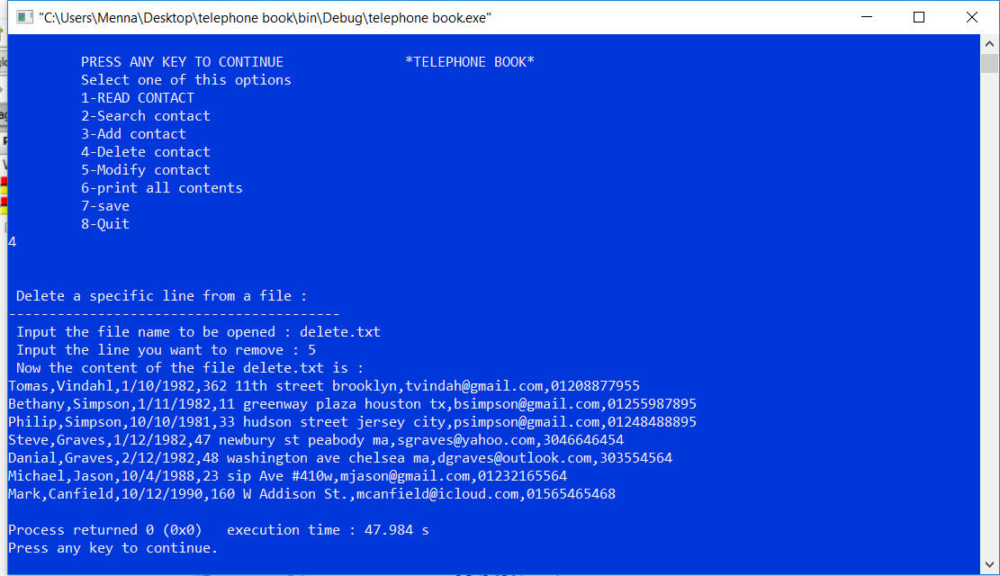 "C:\Users\Menna\Desktop\telephone book\bin\Debug\telephone book.exe"
PRESS ANY KEY TO CONTINUE *TELEPHONE BOOK*
Select one of this options
1-READ CONTACT
2-Search contact
3-Add contact
4-Delete contact
5-Modify contact
6-print all contents
7-save
8-Quit
4
Delete a specific line from a file :
-----------------------------------------
Input the file name to be opened : delete.txt
Input the line you want to remove : 5
Now the content of the file delete.txt is :
Tomas,Vindahl,1/10/1982,362 11th street brooklyn,tvindah@gmail.com,01208877955
Bethany,Simpson,1/11/1982,11 greenway plaza houston tx,bsimpson@gmail.com,01255987895
Philip,Simpson,10/10/1981,33 hudson street jersey city,psimpson@gmail.com,01248488895
Steve,Graves,1/12/1982,47 newbury st peabody ma,sgraves@yahoo.com,3046646454
Danial,Graves,2/12/1982,48 washington ave chelsea ma,dgraves@outlook.com,303554564
Michael,Jason,10/4/1988,23 sip Ave #410w,mjason@gmail.com,01232165564
Mark,Canfield,10/12/1990,160 W Addison St.,mcanfield@icloud.com,01565465468
Process returned 0 (0x0) execution time : 47.984 s
Press any key to continue.